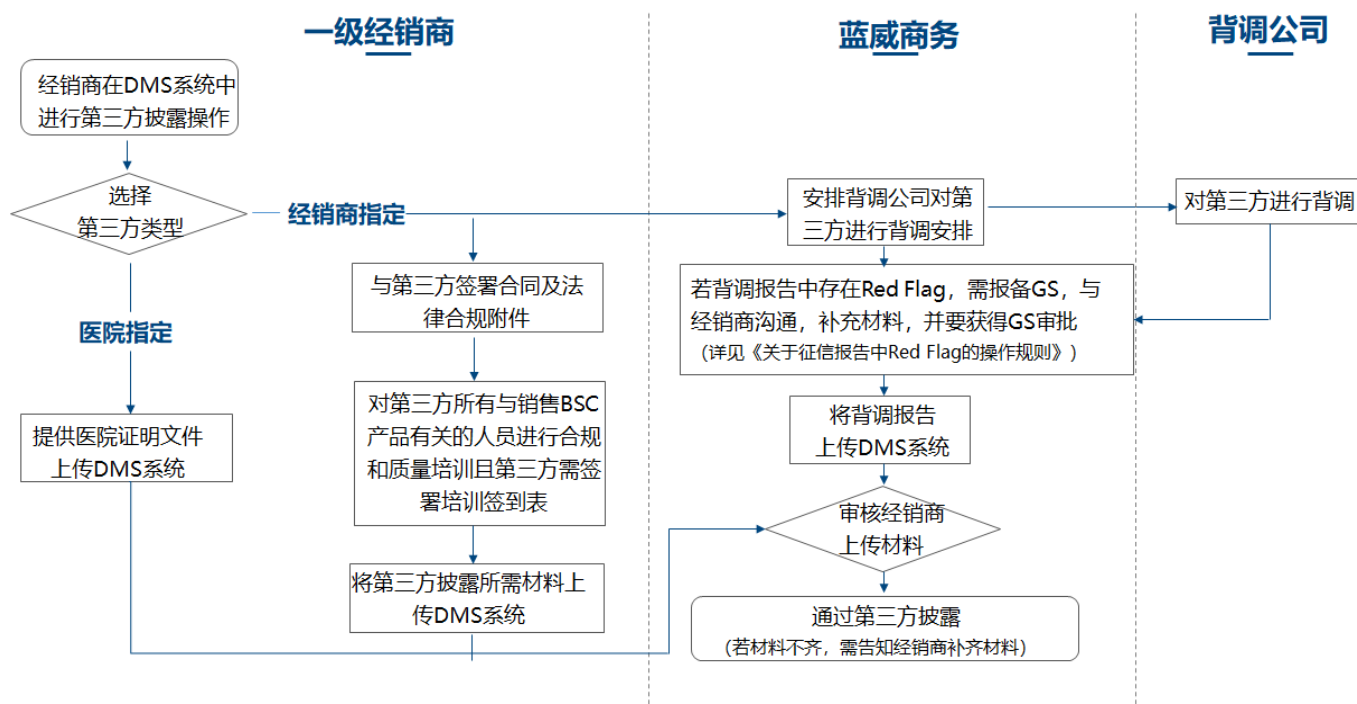 一级经销商
蓝威商务
背调公司
经销商在DMS系统中
进行第三方披露操作
选择
第三方类型
经销商指定
安排背调公司对第
三方进行背调安排
对第三方进行背调
与第三方签署合同及法
律合规附件
若背调报告中存在Red Flag，需报备GS，与
经销商沟通，补充材料，并要获得GS审批
（详见《关于征信报告中Red Flag的操作规则》）
医院指定
对第三方所有与销售BSC
产品有关的人员进行合规
和质量培训且第三方需签
署培训签到表
将背调报告
上传DMS系统
提供医院证明文件
上传DMS系统
审核经销商
上传材料
将第三方披露所需材料上
传DMS系统
通过第三方披露
（若材料不齐，需告知经销商补齐材料）